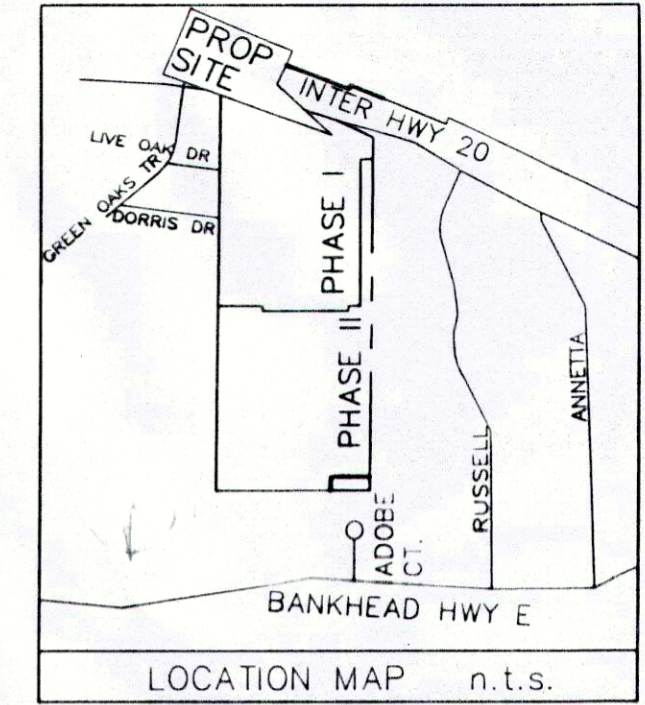 PROP
SITE
INTER HWY 20
LIVE OAK DR
GREEN OAKS TR
DORRIS DR
PHASE I
PHASE II
ANNETTA
RUSSELL
ADOBE
CT.
BANKHEAD HWY E
LOCATION MAP n.t.s.